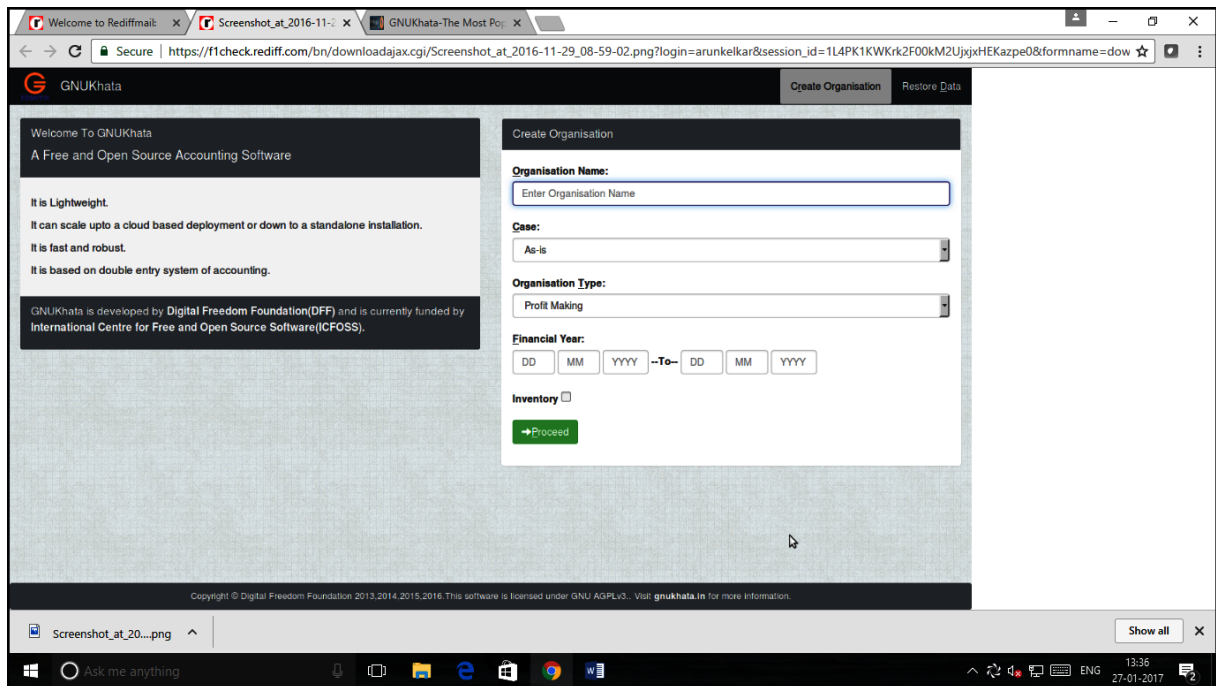 Welcome to Rediffmail:
Screenshot_at_2016-11-2
GNUKhata-The Most Pop
Secure | https://f1check.rediff.com/bn/downloadajax.cgi/Screenshot_at_2016-11-29_08-59-02.png?login=arunkelkar&session_id=1L4PK1KWKrk2F00kM2UjxjxHEKazpe0&formname=dow
GNUKhata
Create Organisation
Restore Data
Welcome To GNUKhata
A Free and Open Source Accounting Software
It is Lightweight.
It can scale upto a cloud based deployment or down to a standalone installation.
It is fast and robust.
It is based on double entry system of accounting.
GNUKhata is developed by Digital Freedom Foundation(DFF) and is currently funded by
International Centre for Free and Open Source Software(ICFOSS).
Create Organisation
Organisation Name:
Enter Organisation Name
Case:
As-is
Organisation Type:
Profit Making
Financial Year:
DD MM YYYY --To-- DD MM YYYY
Inventory
Proceed
Copyright © Digital Freedom Foundation 2013,2014,2015,2016.This software is licensed under GNU AGPLv3.. Visit gnukhata.in for more information.
Screenshot_at_20....png
Show all
Ask me anything
ENG
13:36
27-01-2017
2